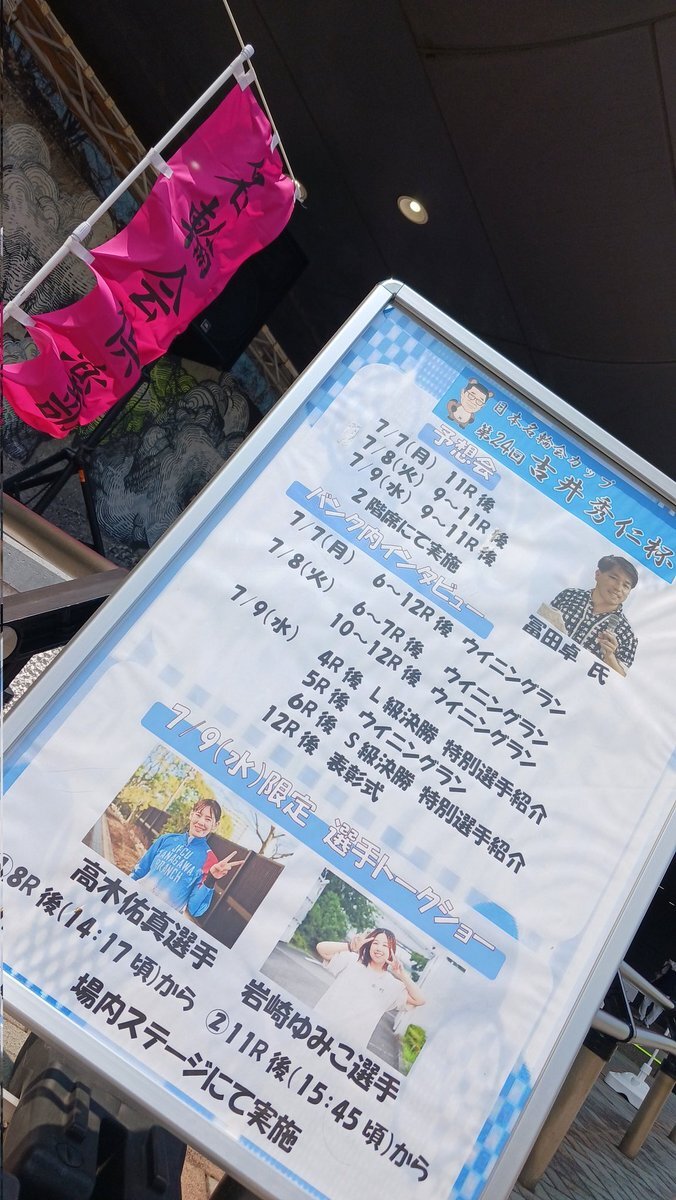 名輪会倶楽部
日本名輪会カップ
第24回 吉井秀仁杯
予想会
7/7(月) 11R後
7/8(火) 9～11R後
7/9(水) 9～11R後
2階席にて実施
冨田卓 氏
バンク内インタビュー
7/7(月) 6～12R後 ウイニングラン
7/8(火) 6～7R後 ウイニングラン
10～12R後 ウイニングラン
7/9(水) 4R後 L級決勝 特別選手紹介
5R後 ウイニングラン
6R後 S級決勝 特別選手紹介
12R後 表彰式
7/9(水)限定 選手トークショー
高木佑真選手
岩崎ゆみこ選手
①8R後(14:17頃)から ②11R後(15:45頃)から
場内ステージにて実施